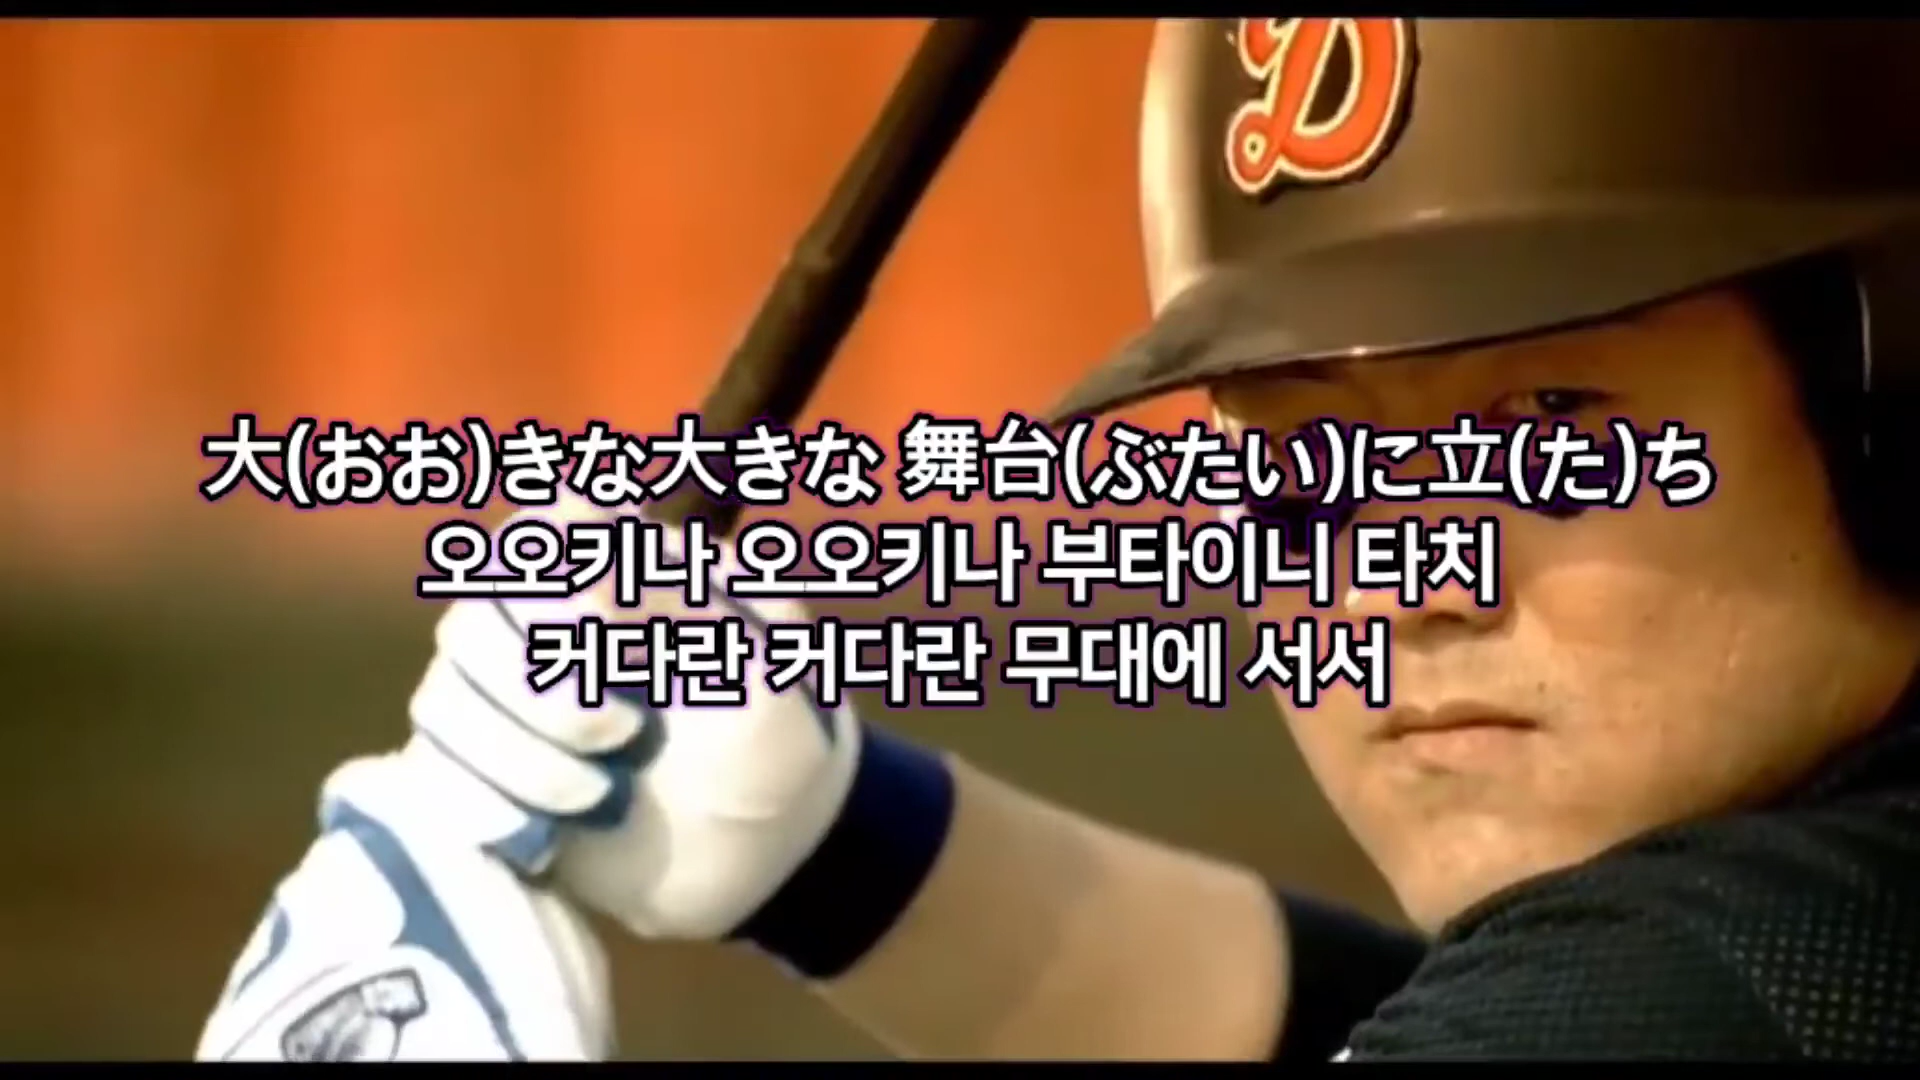 D
大(おお)きな大きな 舞台(ぶたい)に立(た)ち
오오키나 오오키나 부타이니 타치
커다란 커다란 무대에 서서